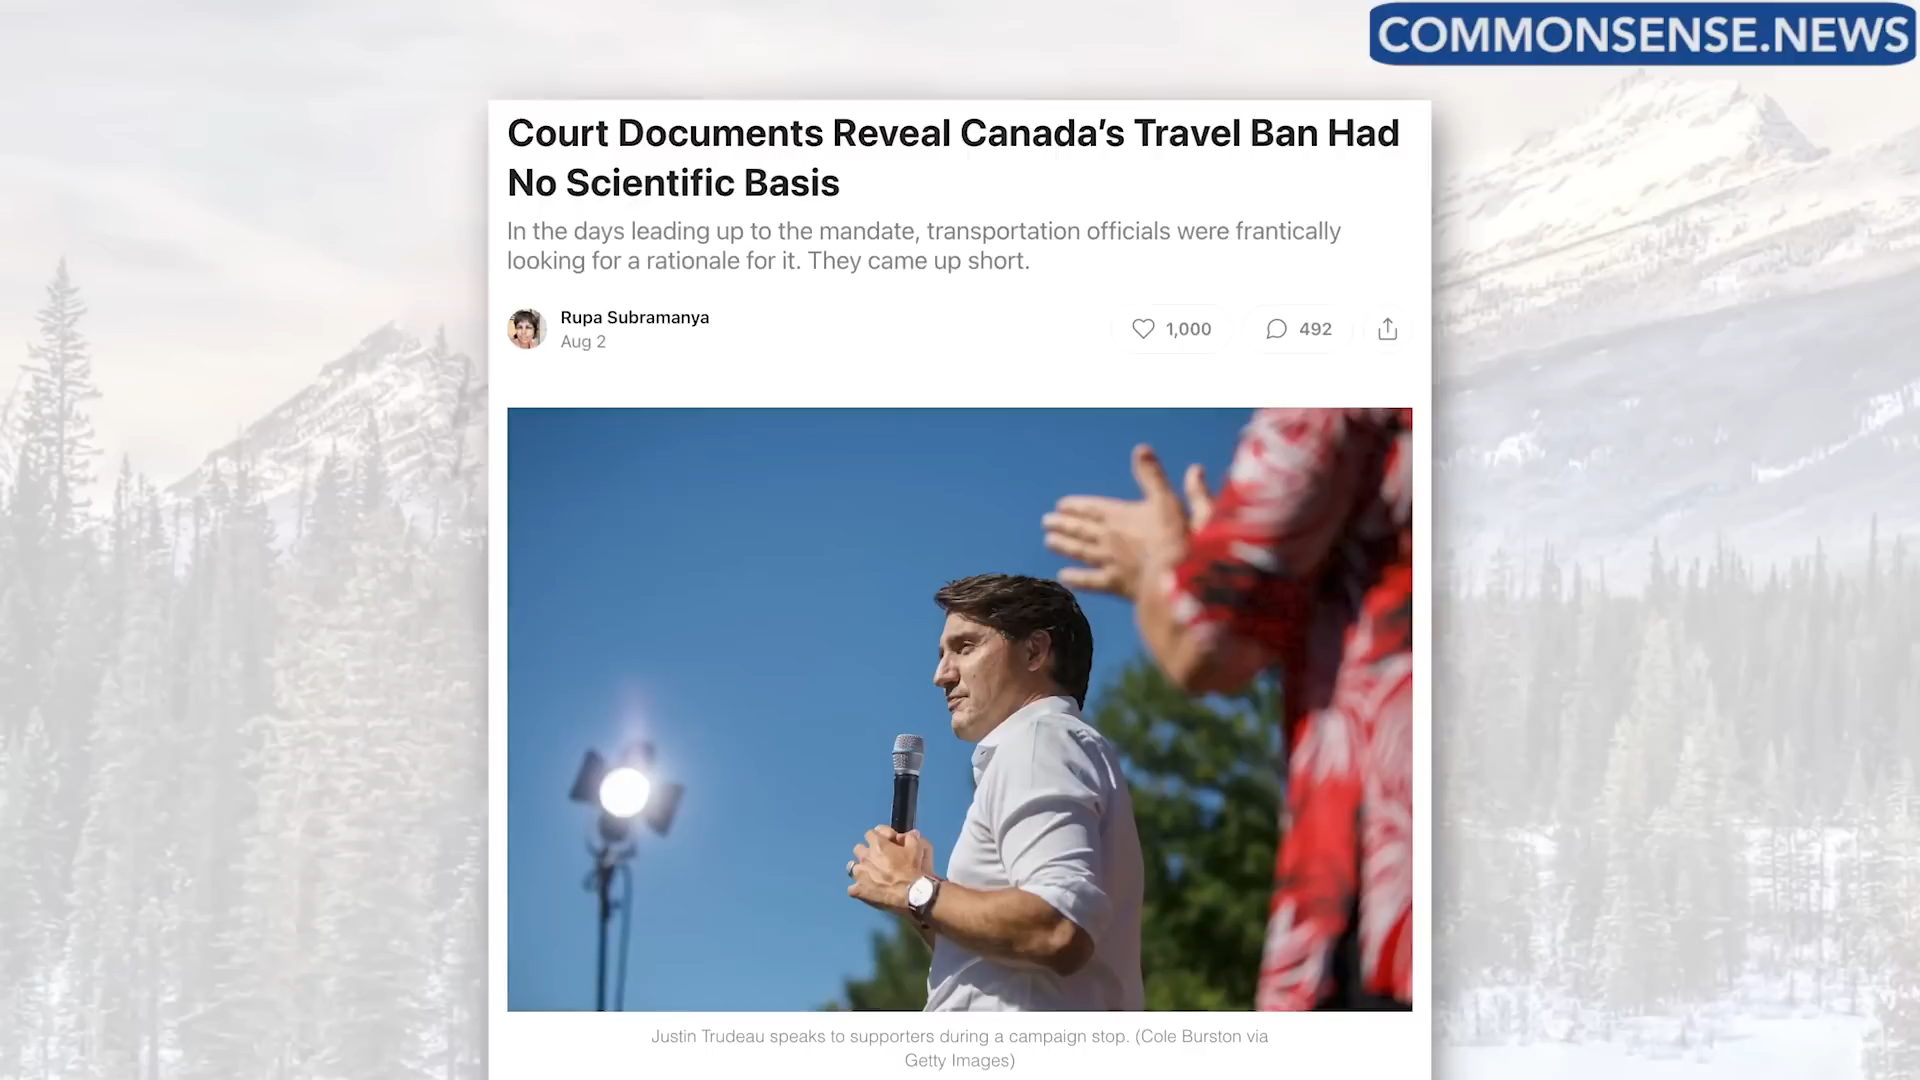 COMMONSENSE.NEWS
Court Documents Reveal Canada’s Travel Ban Had
No Scientific Basis
In the days leading up to the mandate, transportation officials were frantically
looking for a rationale for it. They came up short.
Rupa Subramanya
Aug 2
1,000
492
Justin Trudeau speaks to supporters during a campaign stop. (Cole Burston via
Getty Images)